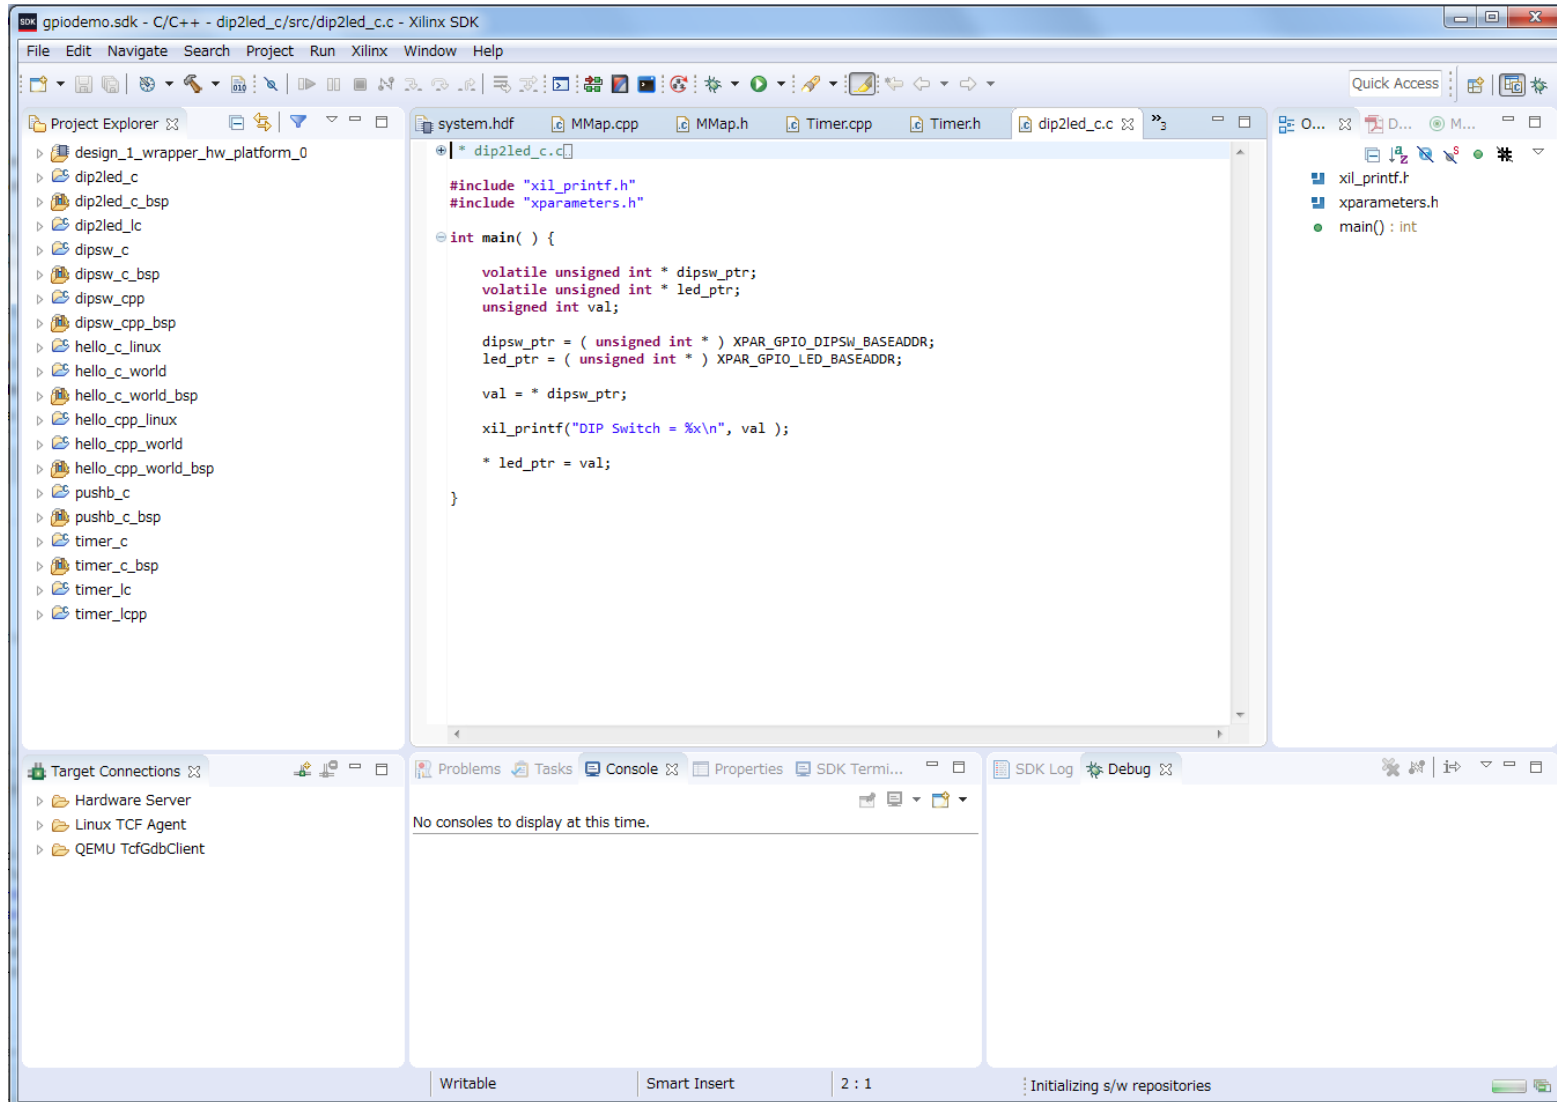 SDK gpiodemo.sdk - C/C++ - dip2led_c/src/dip2led_c.c - Xilinx SDK
File Edit Navigate Search Project Run Xilinx Window Help
Quick Access
Project Explorer
design_1_wrapper_hw_platform_0
dip2led_c
dip2led_c_bsp
dip2led_lc
dipsw_c
dipsw_c_bsp
dipsw_cpp
dipsw_cpp_bsp
hello_c_linux
hello_c_world
hello_c_world_bsp
hello_cpp_linux
hello_cpp_world
hello_cpp_world_bsp
pushb_c
pushb_c_bsp
timer_c
timer_c_bsp
timer_lc
timer_lcpp
system.hdf MMap.cpp MMap.h Timer.cpp Timer.h dip2led_c.c »3
* dip2led_c.c
#include "xil_printf.h"
#include "xparameters.h"
int main( ) {
volatile unsigned int * dipsw_ptr;
volatile unsigned int * led_ptr;
unsigned int val;
dipsw_ptr = ( unsigned int * ) XPAR_GPIO_DIPSW_BASEADDR;
led_ptr = ( unsigned int * ) XPAR_GPIO_LED_BASEADDR;
val = * dipsw_ptr;
xil_printf("DIP Switch = %x\n", val );
* led_ptr = val;
}
O... D... M...
xil_printf.h
xparameters.h
main() : int
Target Connections
Hardware Server
Linux TCF Agent
QEMU TcfGdbClient
Problems Tasks Console Properties SDK Termi...
No consoles to display at this time.
SDK Log Debug
Writable Smart Insert 2 : 1 Initializing s/w repositories